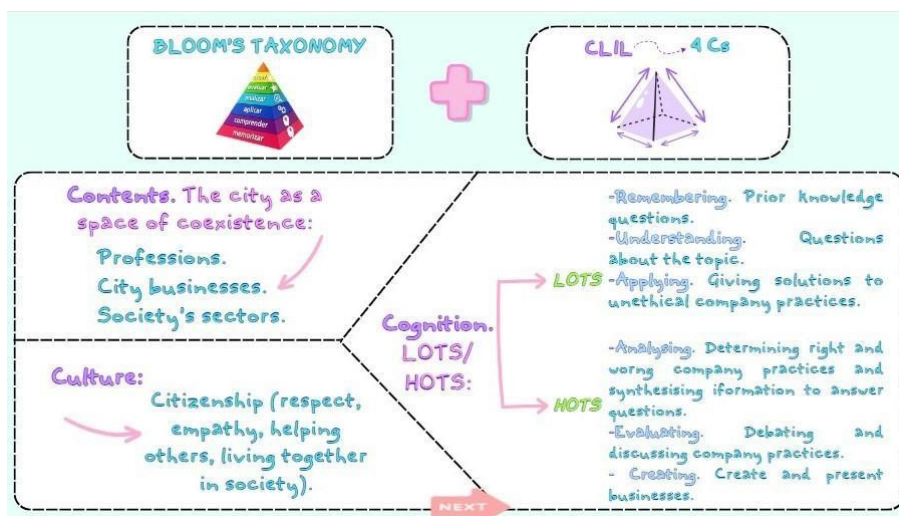 BLOOM'S TAXONOMY
crear
evaluar
analizar
aplicar
comprender
memorizar
CLIL 4 Cs
Contents. The city as a
space of coexistence:
Professions.
City businesses.
Society's sectors.
Culture:
Citizenship (respect,
empathy, helping
others, living together
in society).
Cognition.
LOTS/
HOTS:
LOTS
-Remembering. Prior knowledge
questions.
-Understanding. Questions
about the topic.
-Applying. Giving solutions to
unethical company practices.
HOTS
-Analysing. Determining right and
worng company practices and
synthesising iformation to answer
questions.
-Evaluating. Debating and
discussing company practices.
- Creating. Create and present
businesses.
NEXT